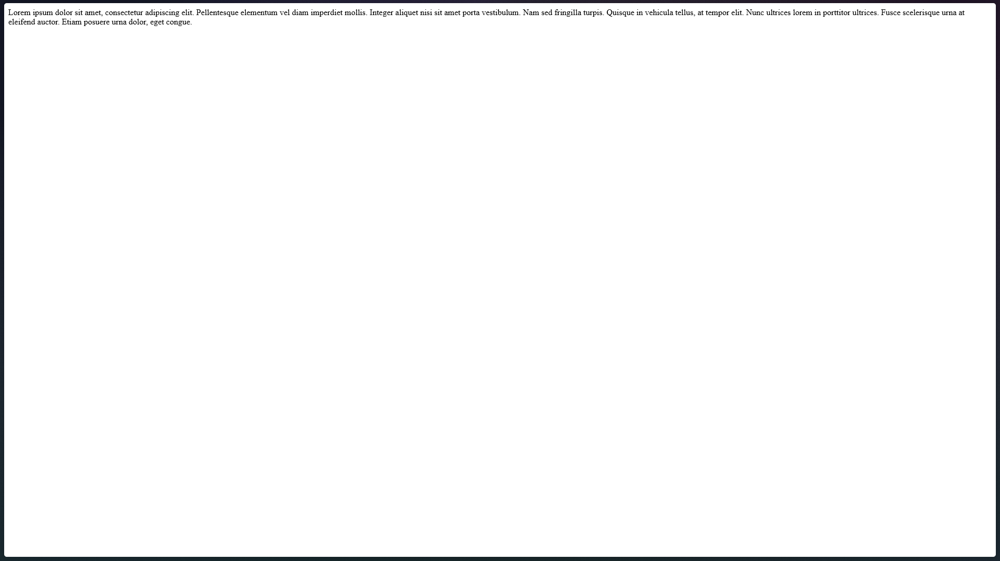 Lorem ipsum dolor sit amet, consectetur adipiscing elit. Pellentesque elementum vel diam imperdiet mollis. Integer aliquet nisi sit amet porta vestibulum. Nam sed fringilla turpis. Quisque in vehicula tellus, at tempor elit. Nunc ultrices lorem in porttitor ultrices. Fusce scelerisque urna at
eleifend auctor. Etiam posuere urna dolor, eget congue.